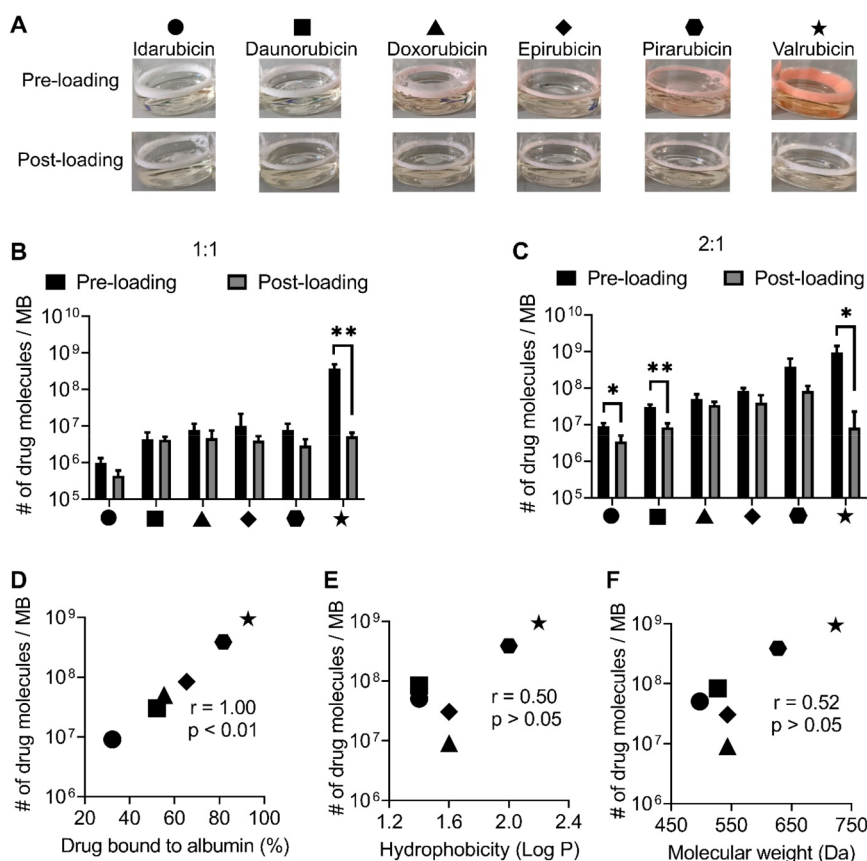 A
Idarubicin Daunorubicin Doxorubicin Epirubicin Pirarubicin Valrubicin
Pre-loading
Post-loading
B
1:1
Pre-loading Post-loading
# of drug molecules / MB
10^10
10^9
10^8
10^7
10^6
10^5
**
C
2:1
Pre-loading Post-loading
# of drug molecules / MB
10^10
10^9
10^8
10^7
10^6
10^5
*
**
*
D
# of drug molecules / MB
10^9
10^8
10^7
10^6
r = 1.00
p < 0.01
20 40 60 80 100
Drug bound to albumin (%)
E
# of drug molecules / MB
10^9
10^8
10^7
10^6
r = 0.50
p > 0.05
1.2 1.6 2.0 2.4
Hydrophobicity (Log P)
F
# of drug molecules / MB
10^9
10^8
10^7
10^6
r = 0.52
p > 0.05
450 550 650 750
Molecular weight (Da)